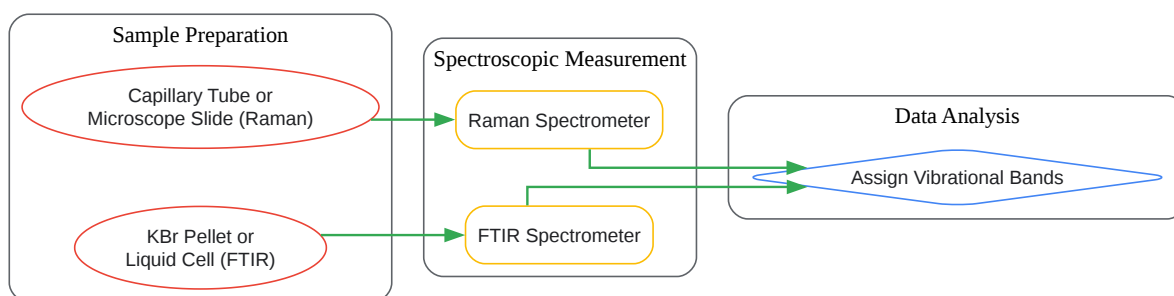 Sample Preparation
Capillary Tube or
Microscope Slide (Raman)
KBr Pellet or
Liquid Cell (FTIR)
Spectroscopic Measurement
Raman Spectrometer
FTIR Spectrometer
Data Analysis
Assign Vibrational Bands